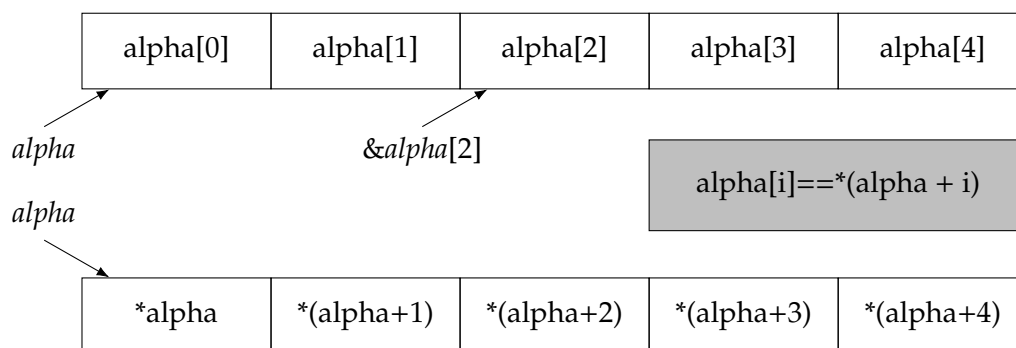 alpha[0] alpha[1] alpha[2] alpha[3] alpha[4]
alpha &alpha[2]
alpha[i]==*(alpha + i)
alpha
*alpha *(alpha+1) *(alpha+2) *(alpha+3) *(alpha+4)